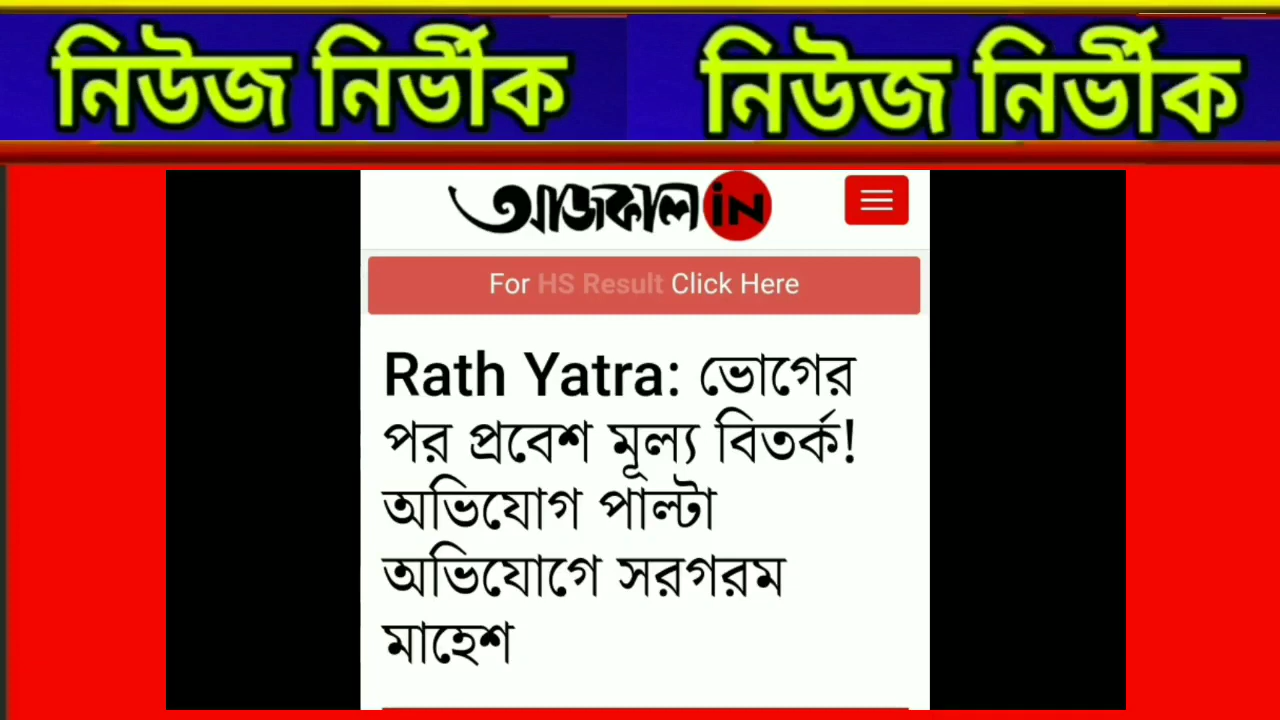 নিউজ নির্ভীক নিউজ নির্ভীক
আজকাল in
For HS Result Click Here
Rath Yatra: ভোগের
পর প্রবেশ মূল্য বিতর্ক!
অভিযোগ পাল্টা
অভিযোগে সরগরম
মাহেশ